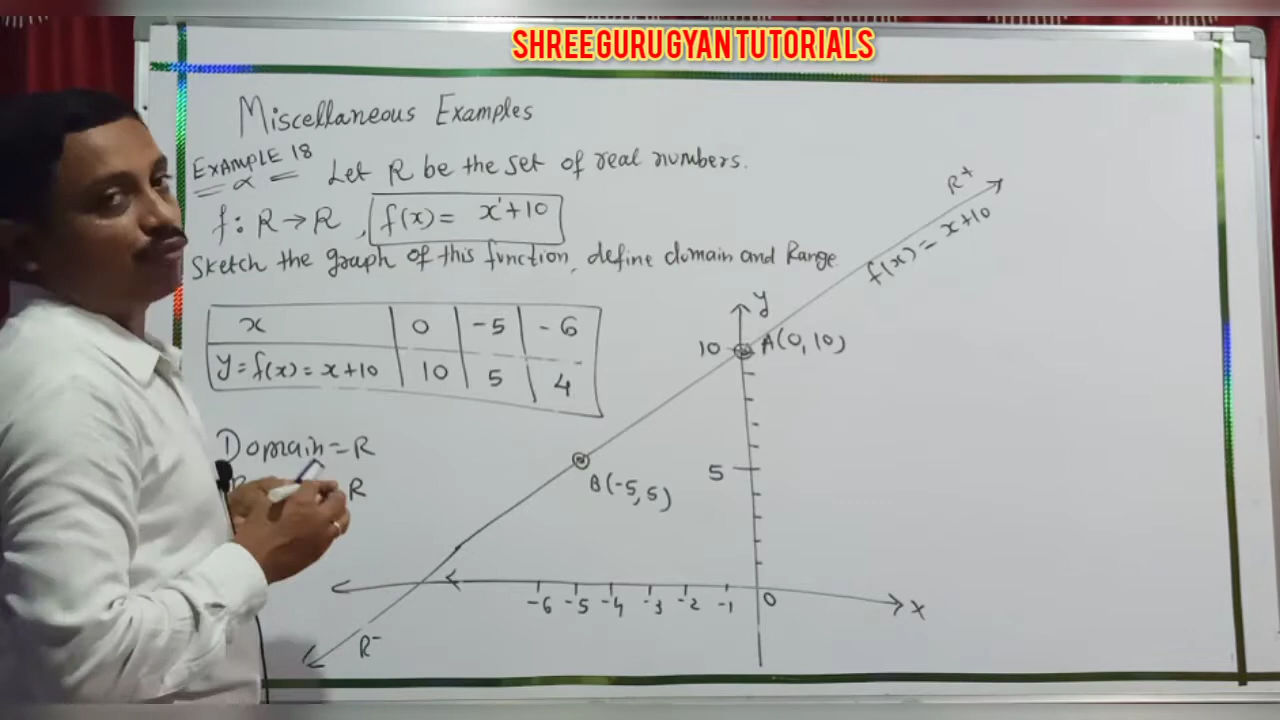 SHREE GURU GYAN TUTORIALS
Miscellaneous Examples
EXAMPLE 18 Let R be the set of real numbers.
f: R → R , f(x) = x¹+10
Sketch the graph of this function, define domain and Range
x 0 -5 -6
y = f(x) = x+10 10 5 4
Domain = R
R
R+
f(x) = x+10
y
10 A(0, 10)
5
B(-5, 5)
-6 -5 -4 -3 -2 -1 0 x
R-